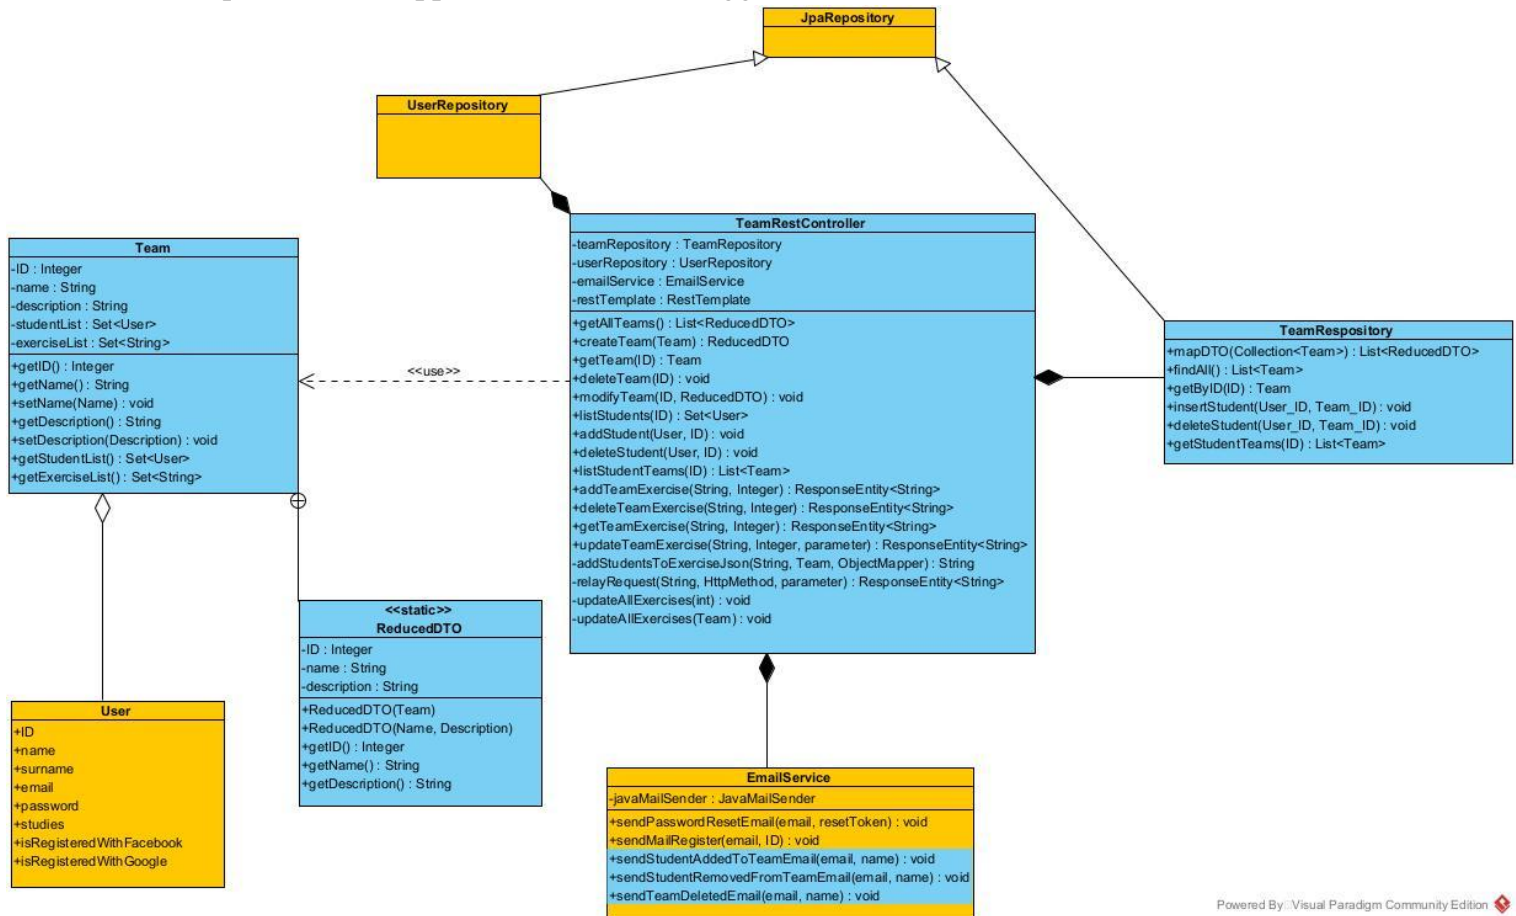 JpaRepository
UserRepository
TeamRestController
-teamRepository : TeamRepository
-userRepository : UserRepository
-emailService : EmailService
-restTemplate : RestTemplate
+getAllTeams() : List<ReducedDTO>
+createTeam(Team) : ReducedDTO
+getTeam(ID) : Team
+deleteTeam(ID) : void
+modifyTeam(ID, ReducedDTO) : void
+listStudents(ID) : Set<User>
+addStudent(User, ID) : void
+deleteStudent(User, ID) : void
+listStudentTeams(ID) : List<Team>
+addTeamExercise(String, Integer) : ResponseEntity<String>
+deleteTeamExercise(String, Integer) : ResponseEntity<String>
+getTeamExercise(String, Integer) : ResponseEntity<String>
+updateTeamExercise(String, Integer, parameter) : ResponseEntity<String>
-addStudentsToExerciseJson(String, Team, ObjectMapper) : String
-relayRequest(String, HttpMethod, parameter) : ResponseEntity<String>
-updateAllExercises(int) : void
-updateAllExercises(Team) : void
Team
-ID : Integer
-name : String
-description : String
-studentList : Set<User>
-exerciseList : Set<String>
+getID() : Integer
+getName() : String
+setName(Name) : void
+getDescription() : String
+setDescription(Description) : void
+getStudentList() : Set<User>
+getExerciseList() : Set<String>
<<use>>
TeamRespository
+mapDTO(Collection<Team>) : List<ReducedDTO>
+findAll() : List<Team>
+getByID(ID) : Team
+insertStudent(User_ID, Team_ID) : void
+deleteStudent(User_ID, Team_ID) : void
+getStudentTeams(ID) : List<Team>
<<static>>
ReducedDTO
-ID : Integer
-name : String
-description : String
+ReducedDTO(Team)
+ReducedDTO(Name, Description)
+getID() : Integer
+getName() : String
+getDescription() : String
User
+ID
+name
+surname
+email
+password
+studies
+isRegisteredWithFacebook
+isRegisteredWithGoogle
EmailService
-javaMailSender : JavaMailSender
+sendPasswordResetEmail(email, resetToken) : void
+sendMailRegister(email, ID) : void
+sendStudentAddedToTeamEmail(email, name) : void
+sendStudentRemovedFromTeamEmail(email, name) : void
+sendTeamDeletedEmail(email, name) : void
Powered By Visual Paradigm Community Edition